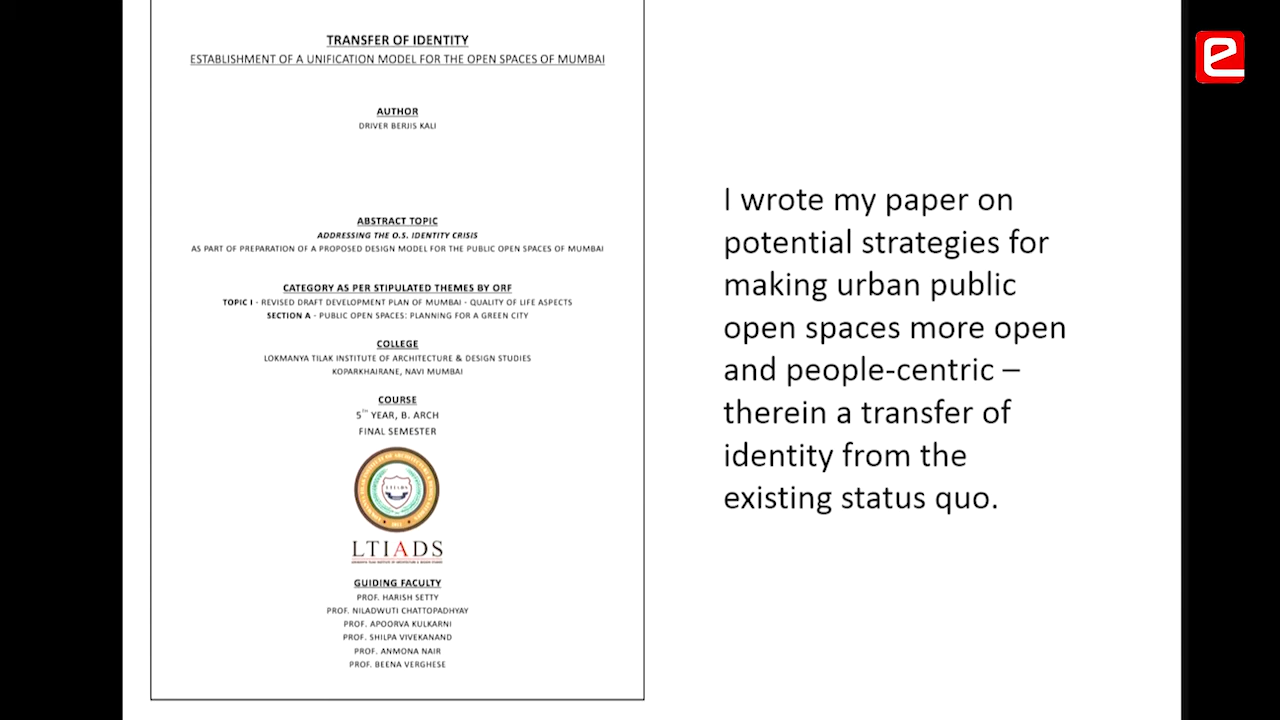 TRANSFER OF IDENTITY
ESTABLISHMENT OF A UNIFICATION MODEL FOR THE OPEN SPACES OF MUMBAI
AUTHOR
DRIVER BERJIS KALI
ABSTRACT TOPIC
ADDRESSING THE O.S. IDENTITY CRISIS
AS PART OF PREPARATION OF A PROPOSED DESIGN MODEL FOR THE PUBLIC OPEN SPACES OF MUMBAI
CATEGORY AS PER STIPULATED THEMES BY ORF
TOPIC I - REVISED DRAFT DEVELOPMENT PLAN OF MUMBAI - QUALITY OF LIFE ASPECTS
SECTION A - PUBLIC OPEN SPACES: PLANNING FOR A GREEN CITY
COLLEGE
LOKMANYA TILAK INSTITUTE OF ARCHITECTURE & DESIGN STUDIES
KOPARKHAIRANE, NAVI MUMBAI
COURSE
5TH YEAR, B. ARCH
FINAL SEMESTER
LTIADS
GUIDING FACULTY
PROF. HARISH SETTY
PROF. NILADWUTI CHATTOPADHYAY
PROF. APOORVA KULKARNI
PROF. SHILPA VIVEKANAND
PROF. ANMONA NAIR
PROF. BEENA VERGHESE
I wrote my paper on
potential strategies for
making urban public
open spaces more open
and people-centric –
therein a transfer of
identity from the
existing status quo.
e